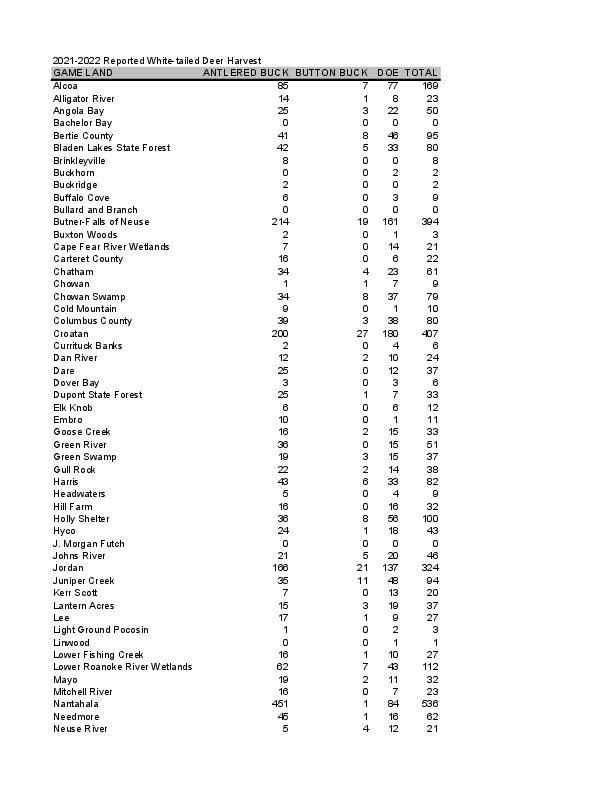 2021-2022 Reported White-tailed Deer Harvest
GAME LAND ANTLERED BUCK BUTTON BUCK DOE TOTAL
Alcoa 85 7 77 169
Alligator River 14 1 8 23
Angola Bay 25 3 22 50
Bachelor Bay 0 0 0 0
Bertie County 41 8 46 95
Bladen Lakes State Forest 42 5 33 80
Brinkleyville 8 0 0 8
Buckhorn 0 0 2 2
Buckridge 2 0 0 2
Buffalo Cove 6 0 3 9
Bullard and Branch 0 0 0 0
Butner-Falls of Neuse 214 19 161 394
Buxton Woods 2 0 1 3
Cape Fear River Wetlands 7 0 14 21
Carteret County 16 0 6 22
Chatham 34 4 23 61
Chowan 1 1 7 9
Chowan Swamp 34 8 37 79
Cold Mountain 9 0 1 10
Columbus County 39 3 38 80
Croatan 200 27 180 407
Currituck Banks 2 0 4 6
Dan River 12 2 10 24
Dare 25 0 12 37
Dover Bay 3 0 3 6
Dupont State Forest 25 1 7 33
Elk Knob 6 0 6 12
Embro 10 0 1 11
Goose Creek 16 2 15 33
Green River 36 0 15 51
Green Swamp 19 3 15 37
Gull Rock 22 2 14 38
Harris 43 6 33 82
Headwaters 5 0 4 9
Hill Farm 16 0 16 32
Holly Shelter 36 8 56 100
Hyco 24 1 18 43
J. Morgan Futch 0 0 0 0
Johns River 21 5 20 46
Jordan 166 21 137 324
Juniper Creek 35 11 48 94
Kerr Scott 7 0 13 20
Lantern Acres 15 3 19 37
Lee 17 1 9 27
Light Ground Pocosin 1 0 2 3
Linwood 0 0 1 1
Lower Fishing Creek 16 1 10 27
Lower Roanoke River Wetlands 62 7 43 112
Mayo 19 2 11 32
Mitchell River 16 0 7 23
Nantahala 451 1 84 536
Needmore 45 1 16 62
Neuse River 5 4 12 21